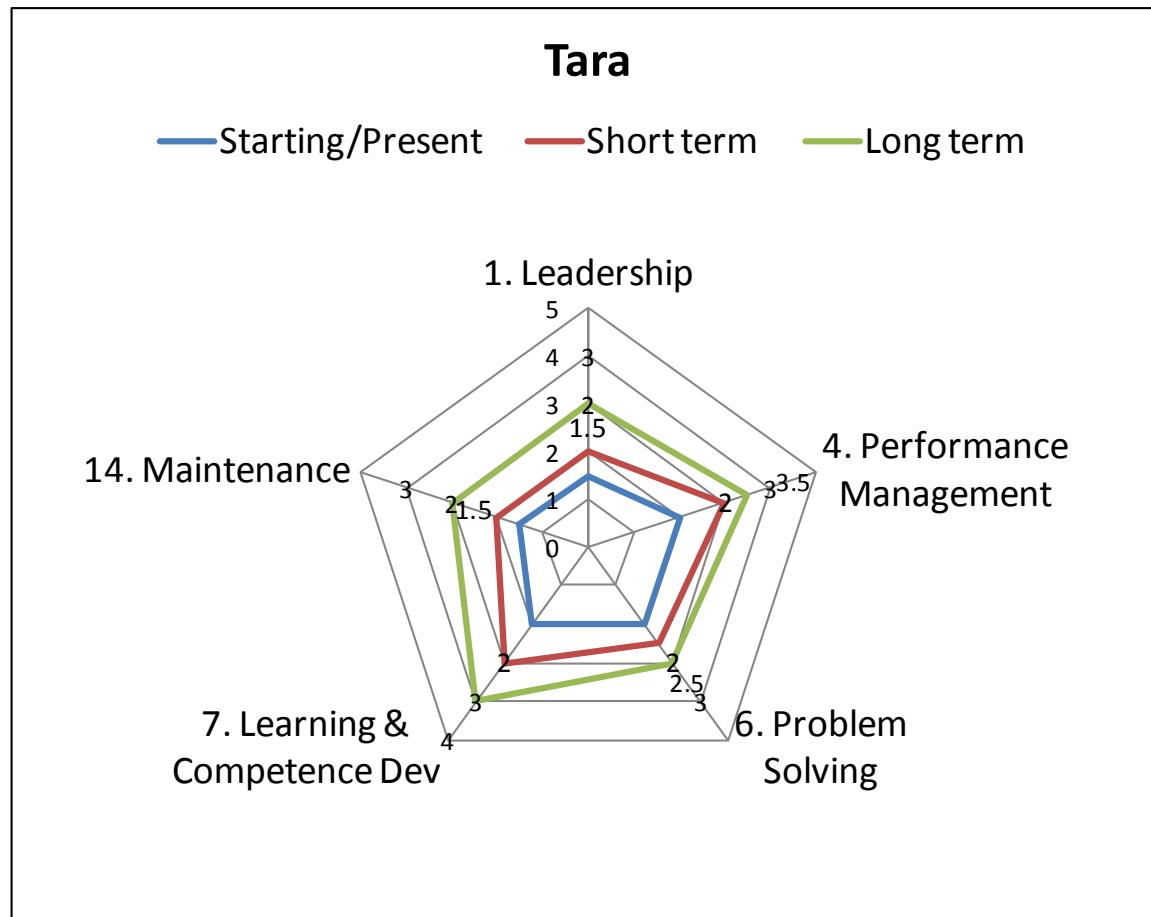 Tara
Starting/Present Short term Long term
1. Leadership
5
4 3
3 2
1.5
2
1
0
4. Performance
Management
2 3 3.5
6. Problem
Solving
2
2.5
3
7. Learning &
Competence Dev
2
3
4
14. Maintenance
3 2 1.5